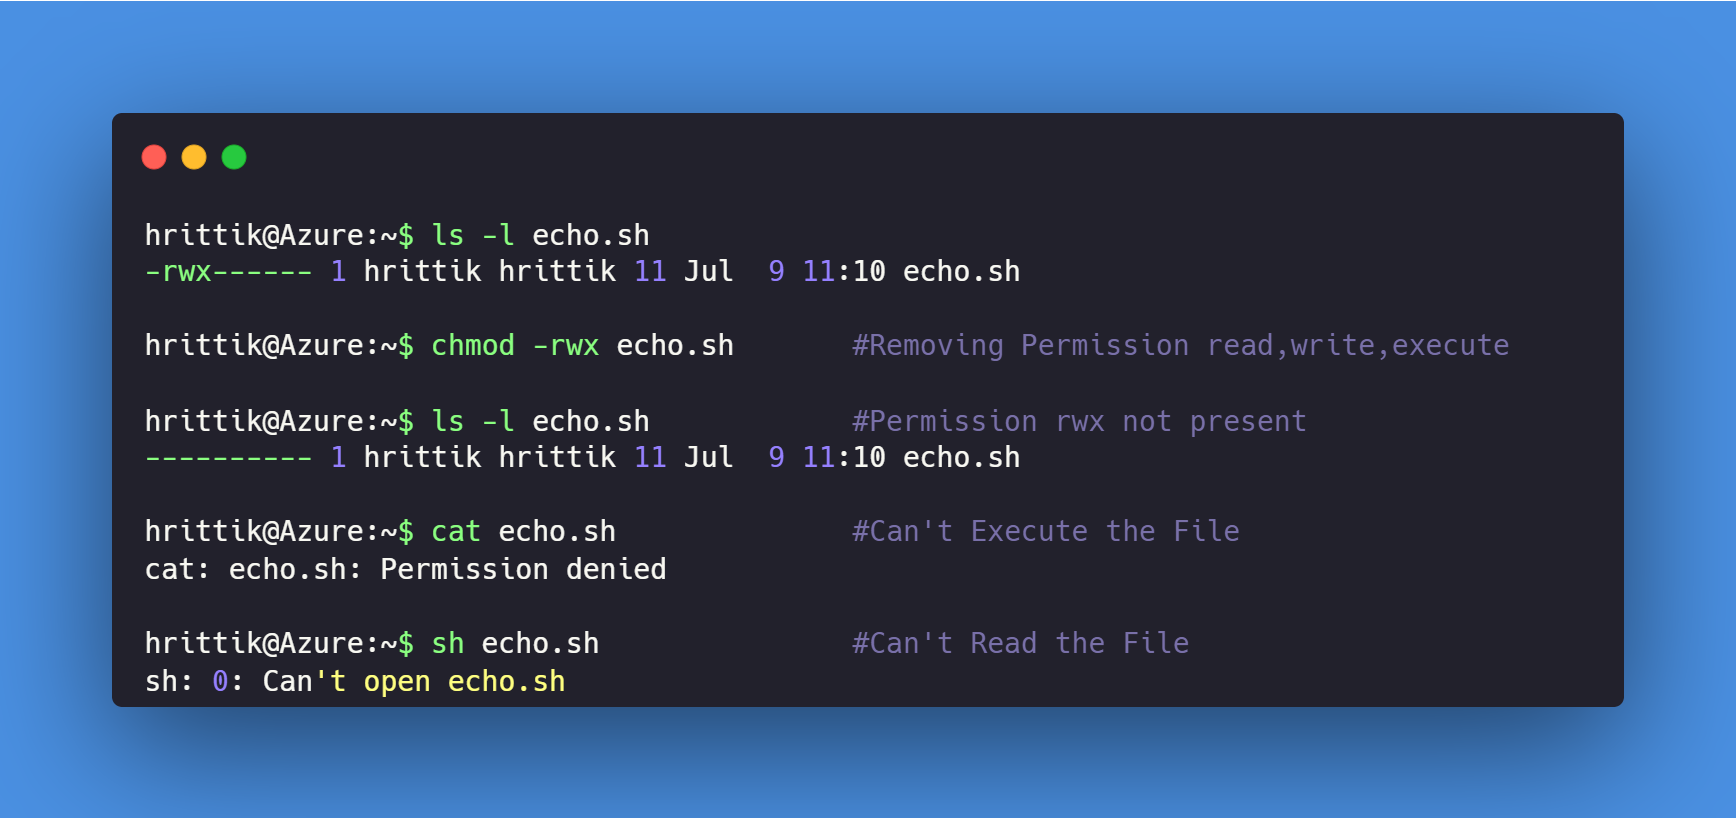 hrittik@Azure:~$ ls -l echo.sh
-rwx------ 1 hrittik hrittik 11 Jul  9 11:10 echo.sh
hrittik@Azure:~$ chmod -rwx echo.sh       #Removing Permission read,write,execute
hrittik@Azure:~$ ls -l echo.sh            #Permission rwx not present
---------- 1 hrittik hrittik 11 Jul  9 11:10 echo.sh
hrittik@Azure:~$ cat echo.sh              #Can't Execute the File
cat: echo.sh: Permission denied
hrittik@Azure:~$ sh echo.sh               #Can't Read the File
sh: 0: Can't open echo.sh